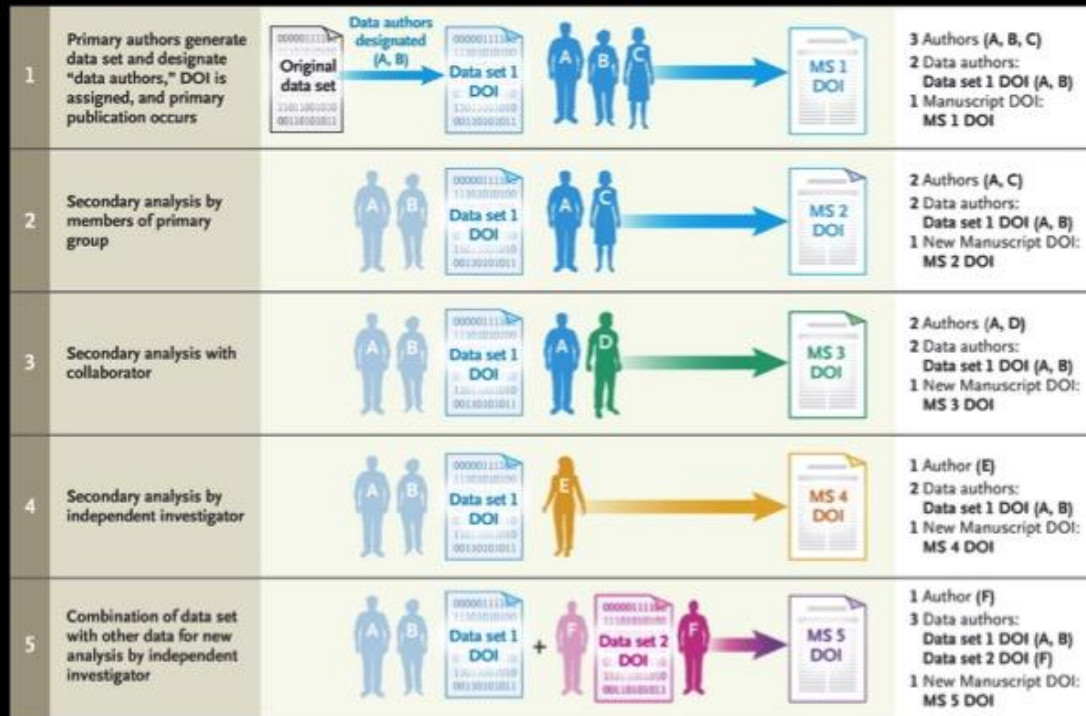 1
Primary authors generate
data set and designate
“data authors,” DOI is
assigned, and primary
publication occurs
Original
data set
Data authors
designated
(A, B)
Data set 1
DOI
A
B
C
MS 1
DOI
3 Authors (A, B, C)
2 Data authors:
Data set 1 DOI (A, B)
1 Manuscript DOI:
MS 1 DOI
2
Secondary analysis by
members of primary
group
A
B
Data set 1
DOI
A
C
MS 2
DOI
2 Authors (A, C)
2 Data authors:
Data set 1 DOI (A, B)
1 New Manuscript DOI:
MS 2 DOI
3
Secondary analysis with
collaborator
A
B
Data set 1
DOI
A
D
MS 3
DOI
2 Authors (A, D)
2 Data authors:
Data set 1 DOI (A, B)
1 New Manuscript DOI:
MS 3 DOI
4
Secondary analysis by
independent investigator
A
B
Data set 1
DOI
E
MS 4
DOI
1 Author (E)
2 Data authors:
Data set 1 DOI (A, B)
1 New Manuscript DOI:
MS 4 DOI
5
Combination of data set
with other data for new
analysis by independent
investigator
A
B
Data set 1
DOI
+
F
Data set 2
DOI
F
MS 5
DOI
1 Author (F)
3 Data authors:
Data set 1 DOI (A, B)
Data set 2 DOI (F)
1 New Manuscript DOI:
MS 5 DOI